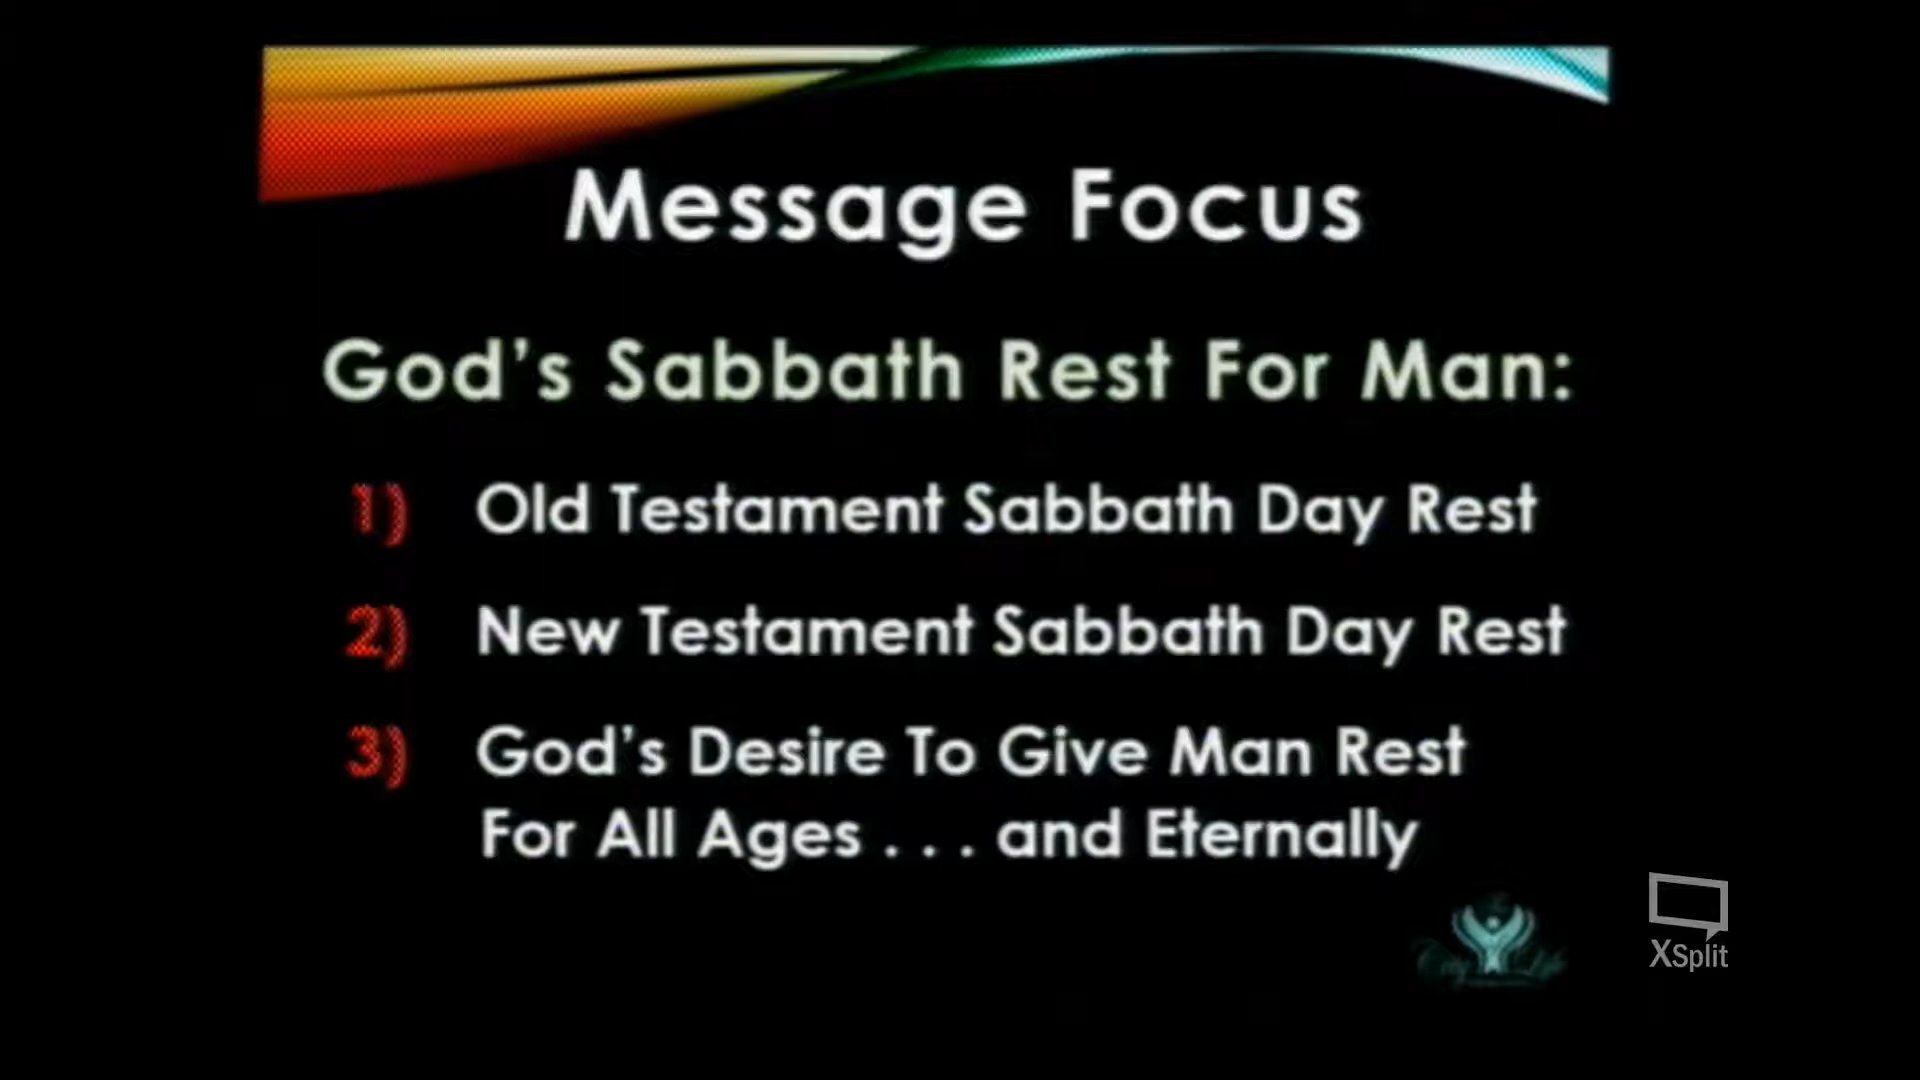 Message Focus
God's Sabbath Rest For Man:
1) Old Testament Sabbath Day Rest
2) New Testament Sabbath Day Rest
3) God's Desire To Give Man Rest
For All Ages . . . and Eternally
XSplit